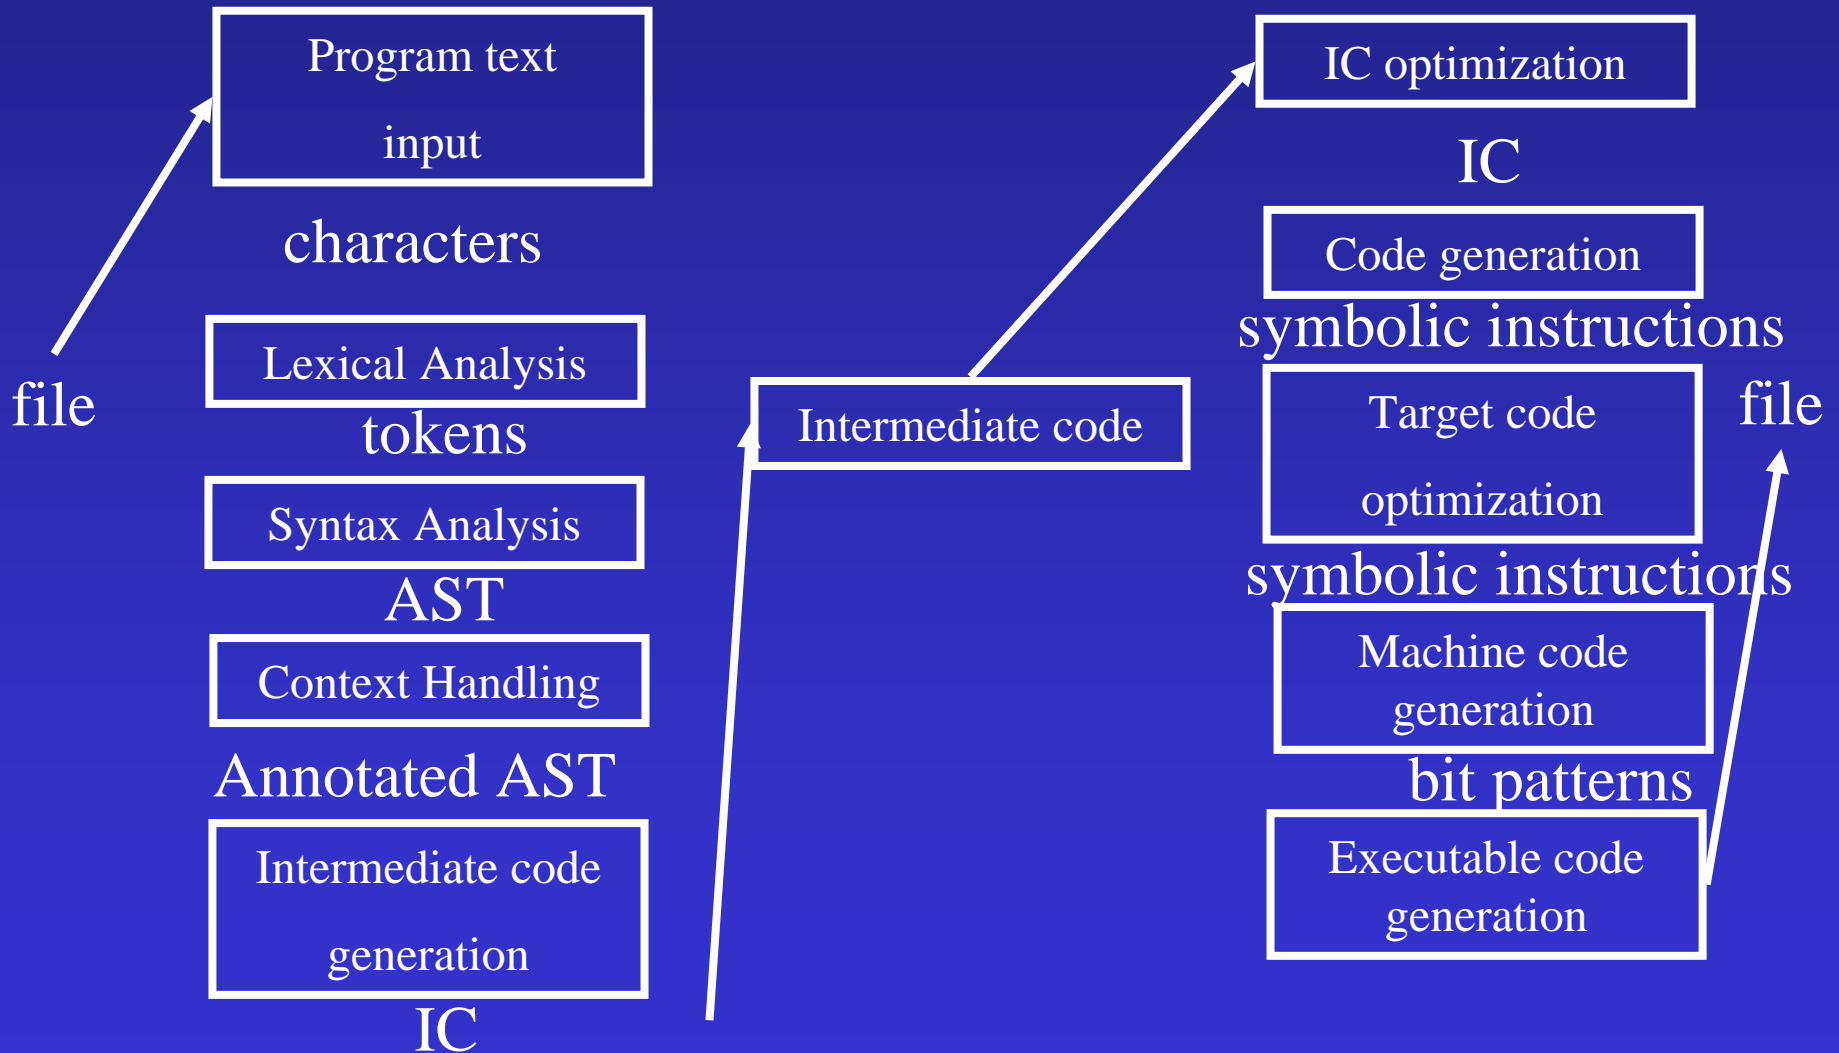 file
Program text
input
characters
Lexical Analysis
tokens
Syntax Analysis
AST
Context Handling
Annotated AST
Intermediate code
generation
IC
Intermediate code
IC optimization
IC
Code generation
symbolic instructions
Target code
optimization
symbolic instructions
Machine code
generation
bit patterns
Executable code
generation
file